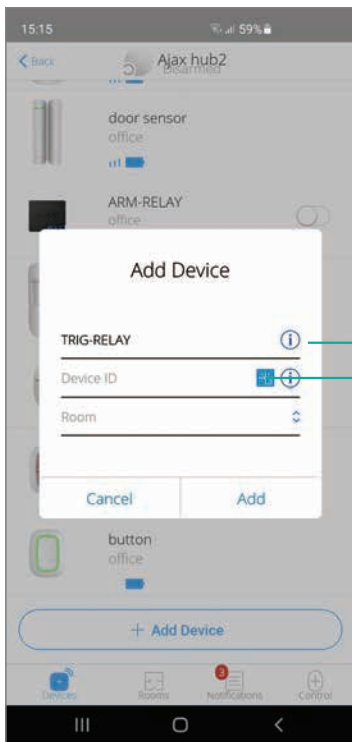 15:15
59%
Back
Ajax hub2
Disarmed
door sensor
office
ARM-RELAY
office
Add Device
TRIG-RELAY
Device ID
Room
Cancel
Add
button
office
+ Add Device
3
Devices
Rooms
Notifications
Control